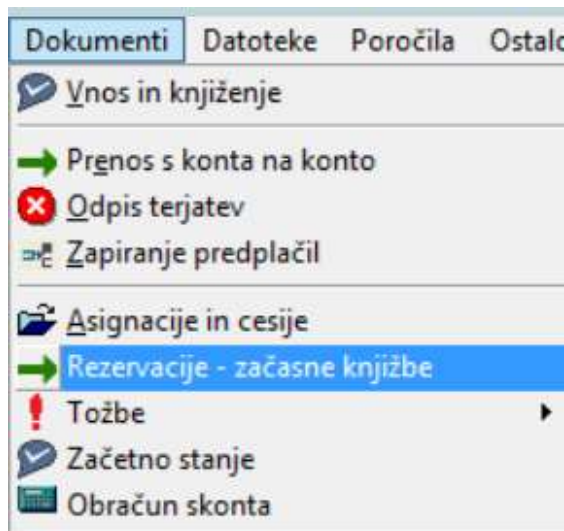 Dokumenti Datoteke Poročila Ostalo
Vnos in knjiženje
Prenos s konta na konto
Odpis terjatev
Zapiranje predplačil
Asignacije in cesije
Rezervacije - začasne knjižbe
Tožbe
Začetno stanje
Obračun skonta